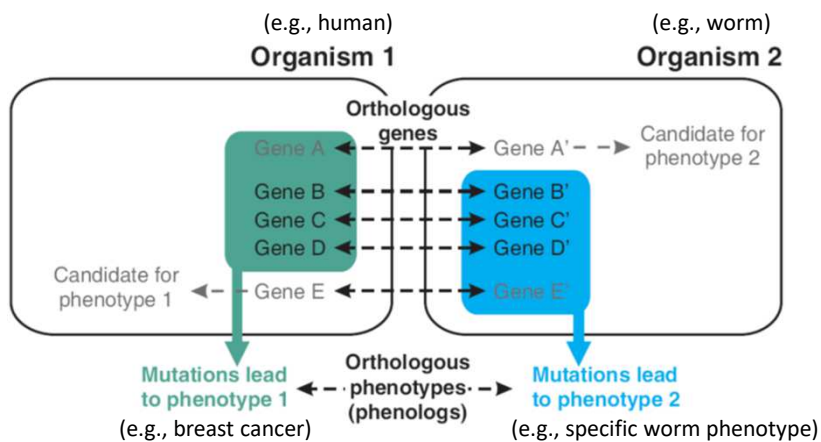 (e.g., human)
(e.g., worm)
Organism 1
Organism 2
Orthologous
genes
Gene A
Gene A’
Candidate for
phenotype 2
Gene B
Gene B’
Gene C
Gene C’
Gene D
Gene D’
Candidate for
phenotype 1
Gene E
Gene E’
Mutations lead
to phenotype 1
Orthologous
phenotypes
(phenologs)
Mutations lead
to phenotype 2
(e.g., breast cancer)
(e.g., specific worm phenotype)